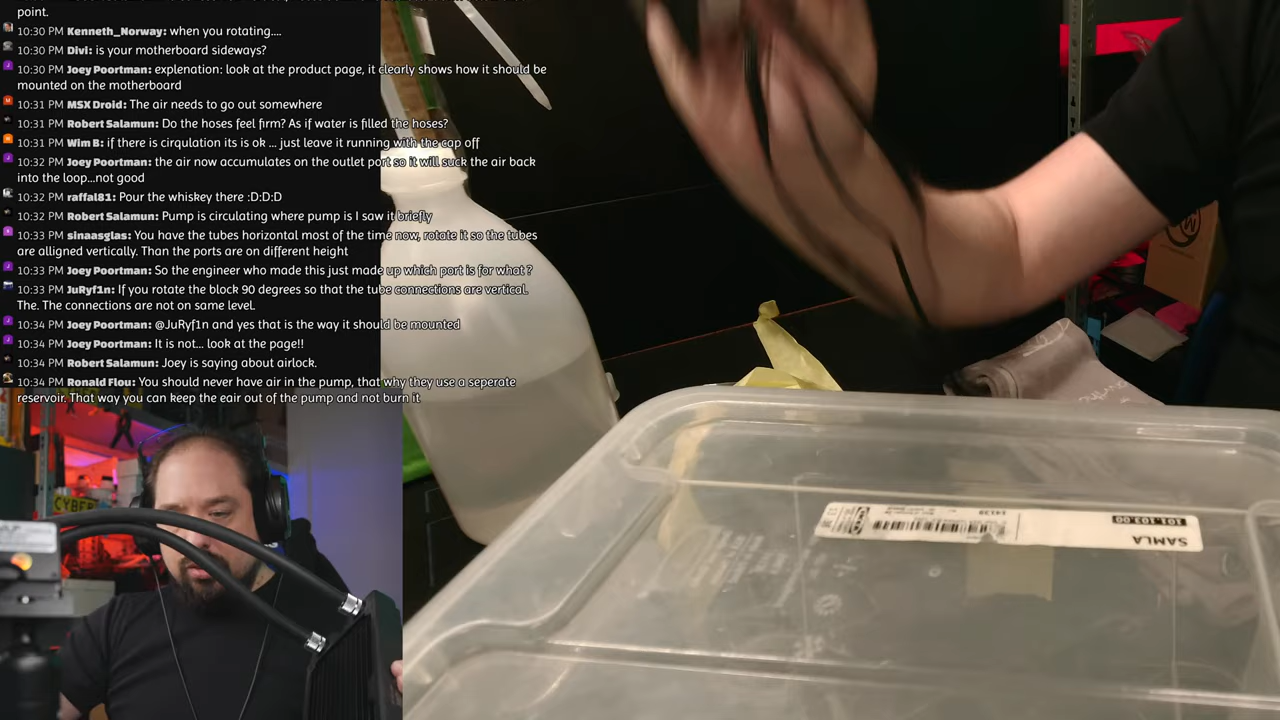 point.
10:30 PM Kenneth_Norway: when you rotating....
10:30 PM Divi: is your motherboard sideways?
10:30 PM Joey Poortman: explenation: look at the product page, it clearly shows how it should be
mounted on the motherboard
10:31 PM MSX Droid: The air needs to go out somewhere
10:31 PM Robert Salamun: Do the hoses feel firm? As if water is filled the hoses?
10:31 PM Wim B: if there is cirqulation its is ok ... just leave it running with the cap off
10:32 PM Joey Poortman: the air now accumulates on the outlet port so it will suck the air back
into the loop...not good
10:32 PM raffal81: Pour the whiskey there :D:D:D
10:32 PM Robert Salamun: Pump is circulating where pump is I saw it briefly
10:33 PM sinaasglas: You have the tubes horizontal most of the time now, rotate it so the tubes
are alligned vertically. Than the ports are on different height
10:33 PM Joey Poortman: So the engineer who made this just made up which port is for what ?
10:33 PM JuRyf1n: If you rotate the block 90 degrees so that the tube connections are vertical.
The. The connections are not on same level.
10:34 PM Joey Poortman: @JuRyf1n and yes that is the way it should be mounted
10:34 PM Joey Poortman: It is not... look at the page!!
10:34 PM Robert Salamun: Joey is saying about airlock.
10:34 PM Ronald Flou: You should never have air in the pump, that why they use a seperate
reservoir. That way you can keep the eair out of the pump and not burn it
CYBER
101.103.00
SAMLA